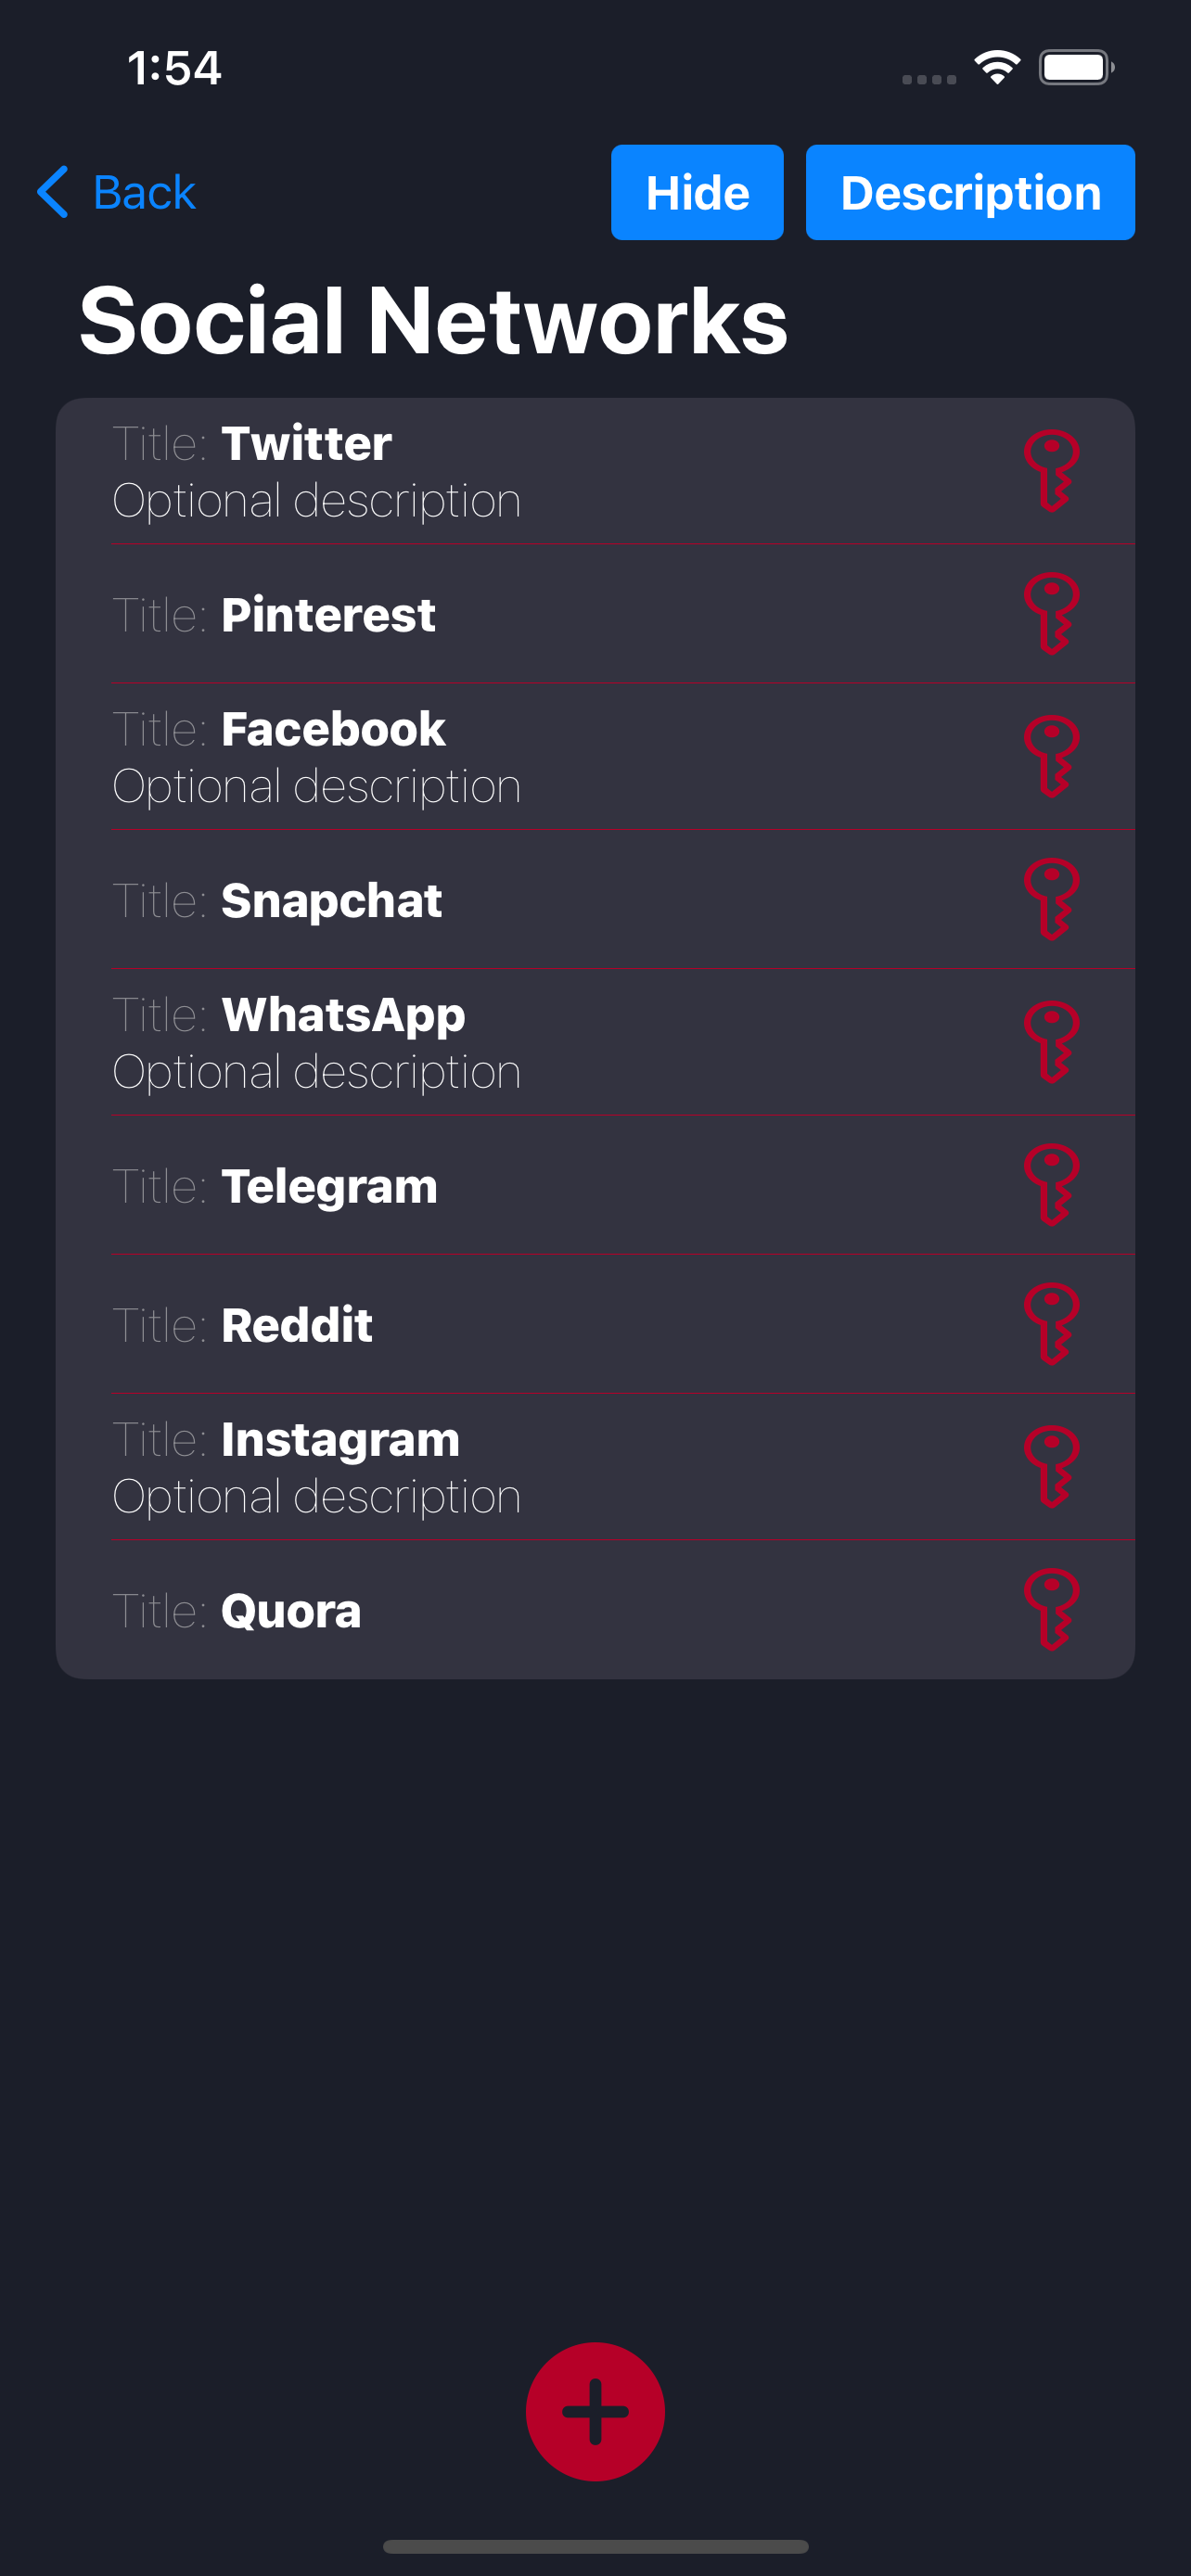 1:54
Back
Hide
Description
Social Networks
Title: Twitter
Optional description
Title: Pinterest
Title: Facebook
Optional description
Title: Snapchat
Title: WhatsApp
Optional description
Title: Telegram
Title: Reddit
Title: Instagram
Optional description
Title: Quora